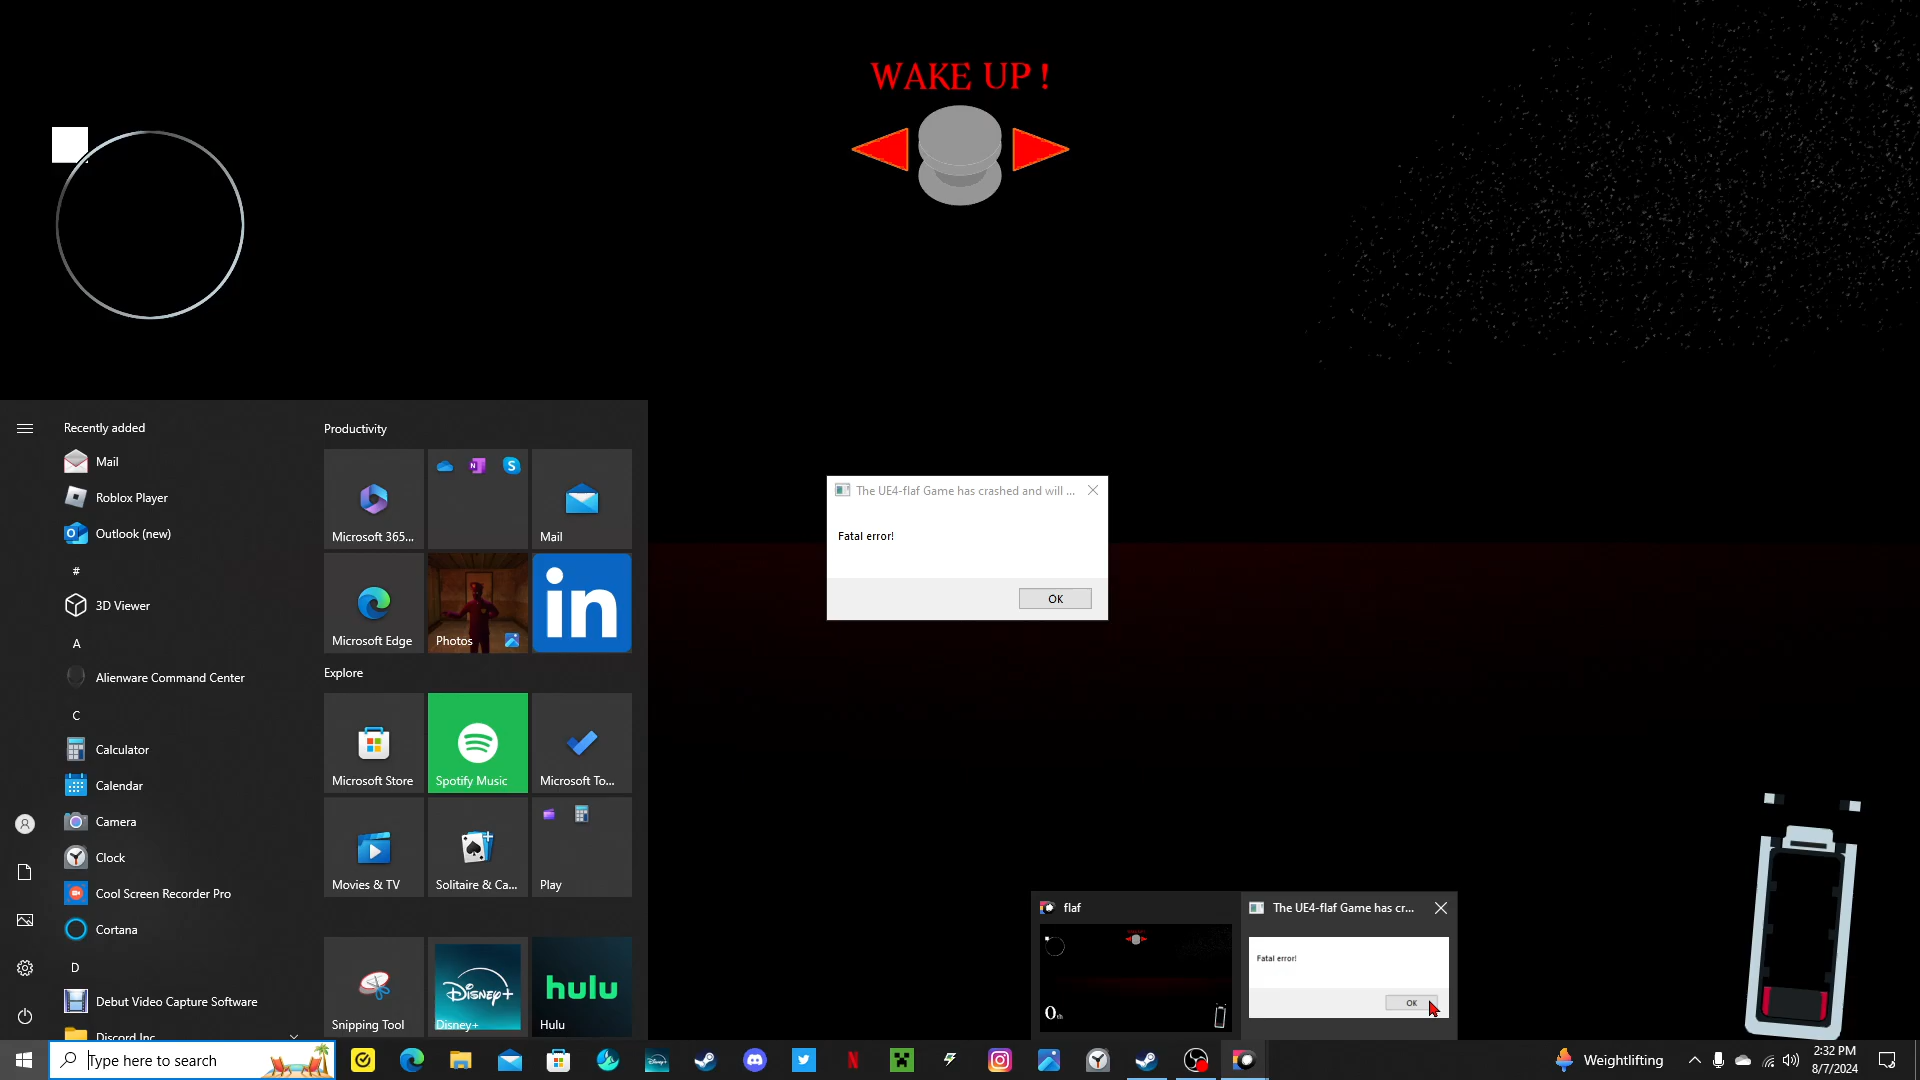 WAKE UP !
Recently added
Mail
Roblox Player
Outlook (new)
#
3D Viewer
A
Alienware Command Center
C
Calculator
Calendar
Camera
Clock
Cool Screen Recorder Pro
Cortana
D
Debut Video Capture Software
Discord Inc
Productivity
Microsoft 365...
Mail
Microsoft Edge
Photos
in
Explore
Microsoft Store
Spotify Music
Microsoft To...
Movies & TV
Solitaire & Ca...
Play
Snipping Tool
Disney+
Disney+
hulu
Hulu
The UE4-flaf Game has crashed and will ...
Fatal error!
OK
flaf
0th
The UE4-flaf Game has cr...
Fatal error!
OK
Type here to search
Weightlifting
2:32 PM
8/7/2024